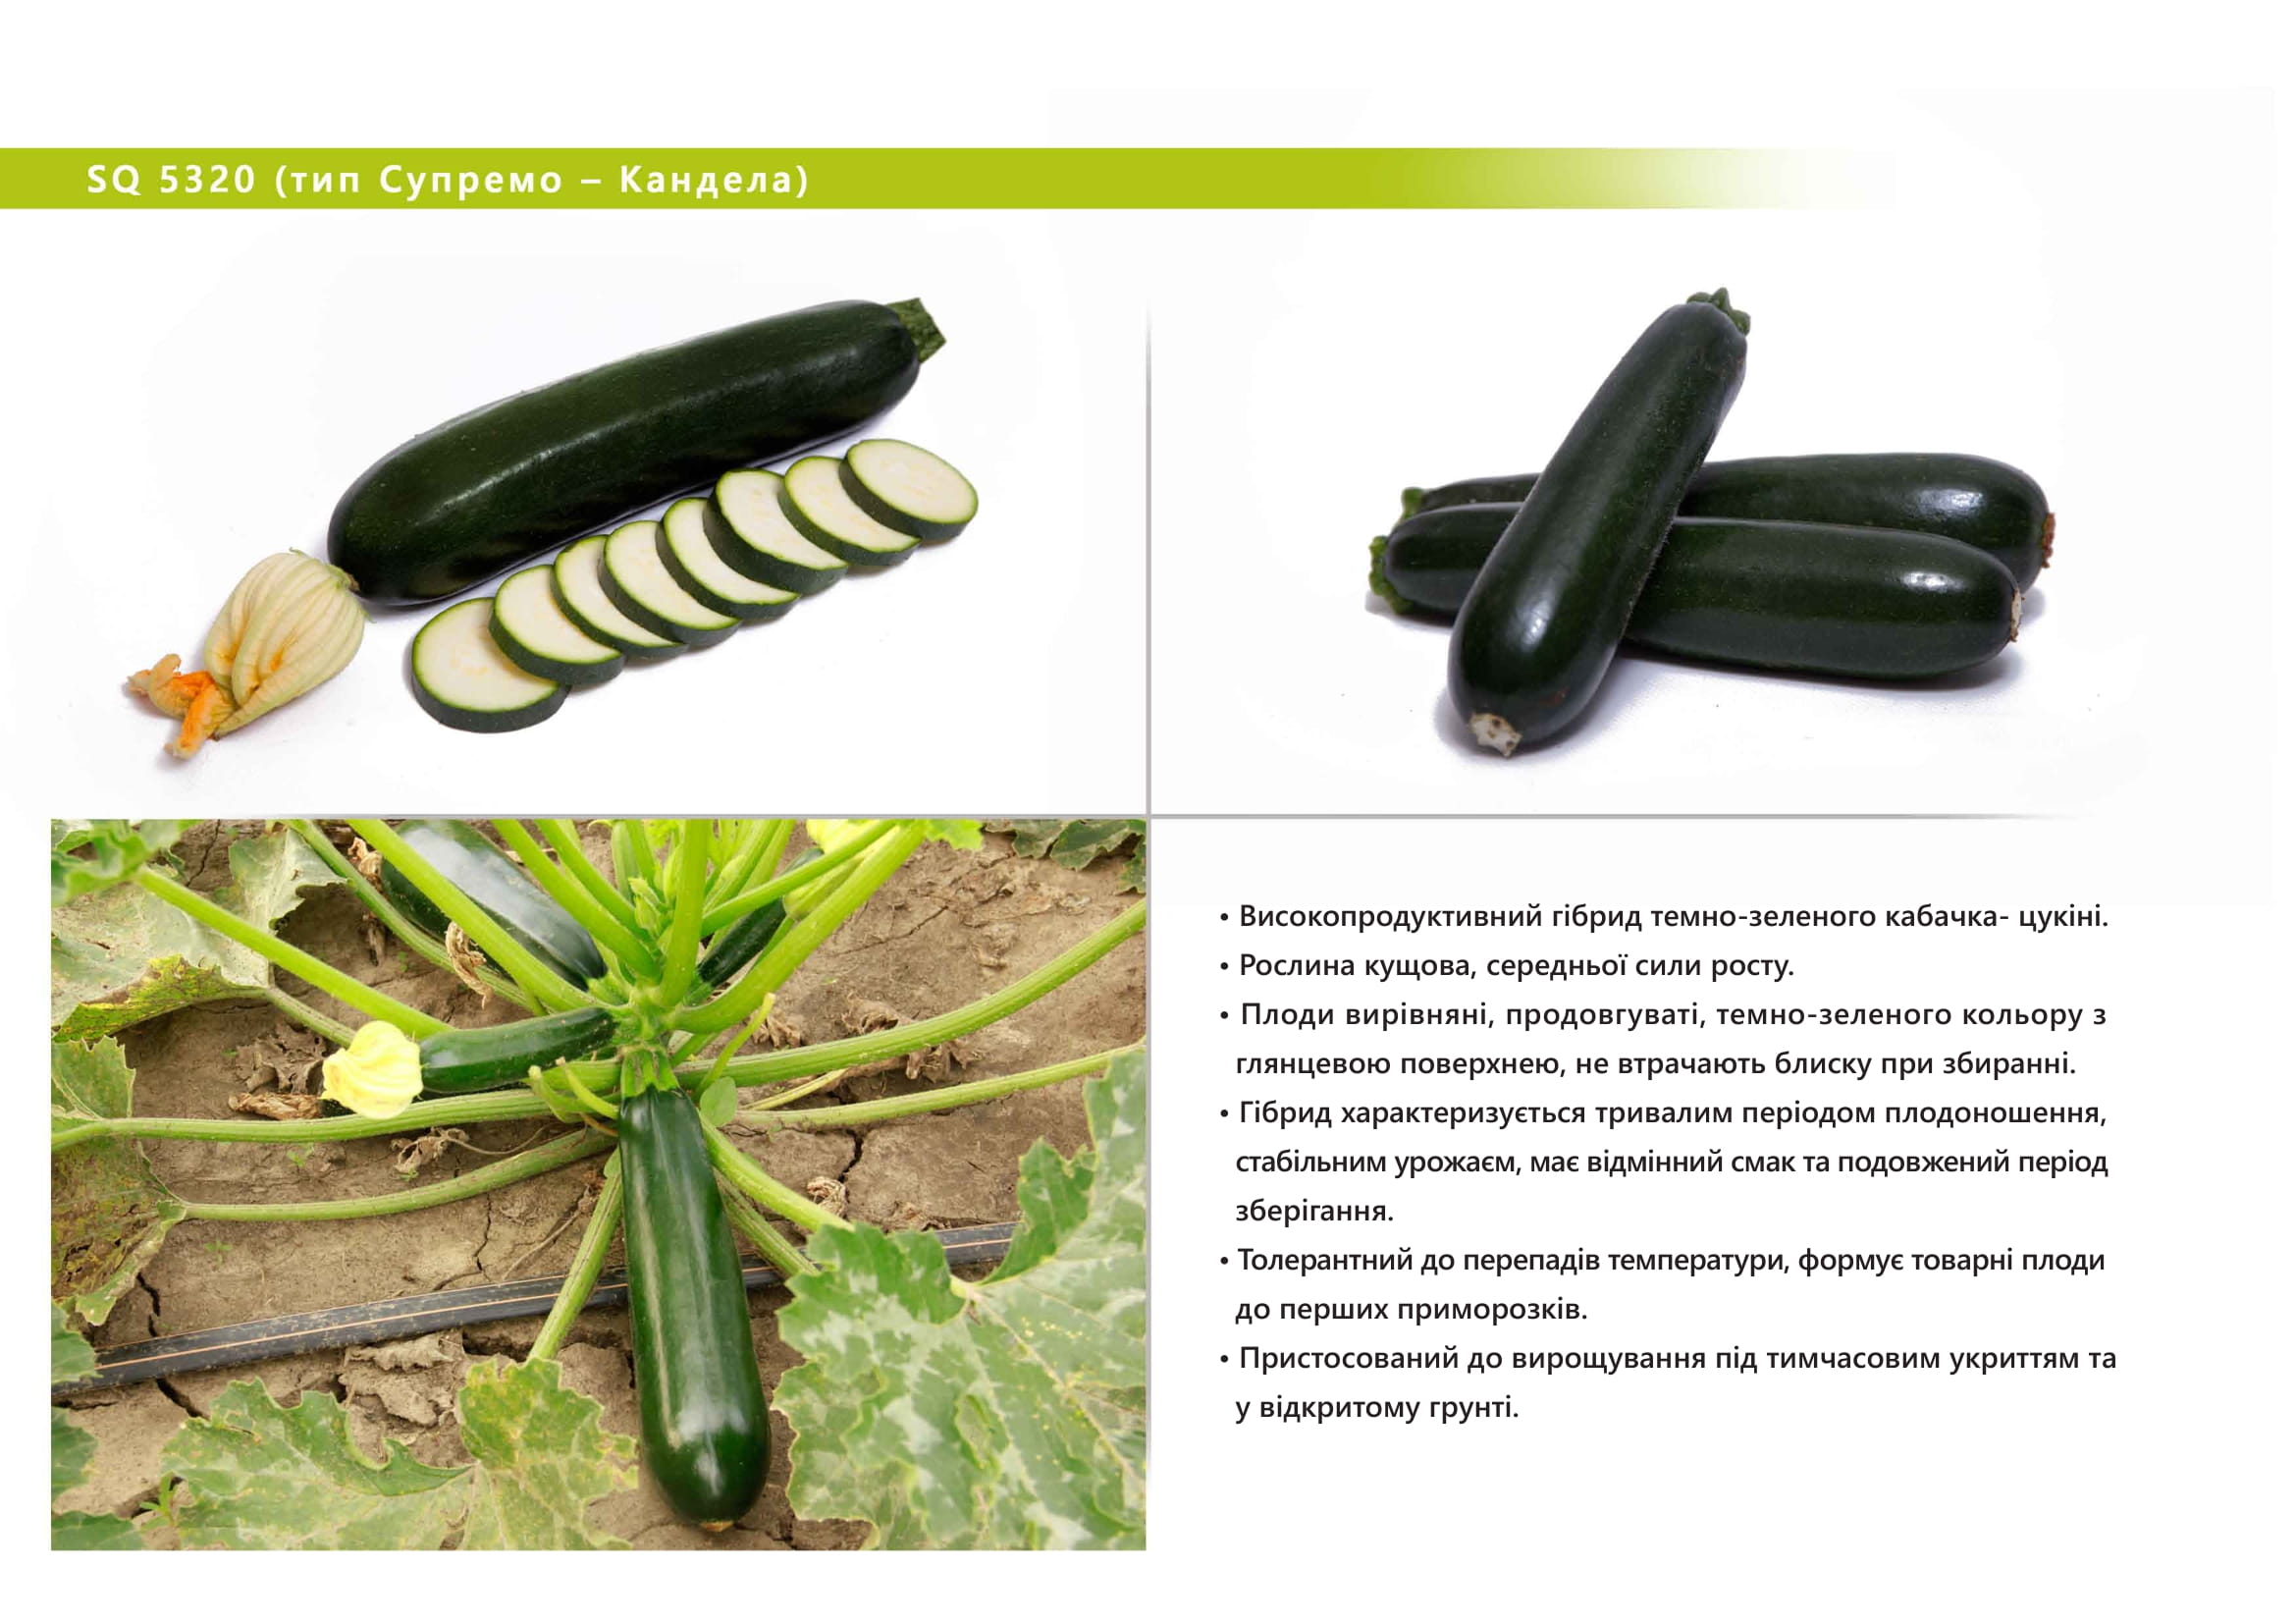 SQ 5320 (тип Супремо – Кандела)
• Високопродуктивний гібрид темно-зеленого кабачка- цукіні.
• Рослина кущова, середньої сили росту.
• Плоди вирівняні, продовгуваті, темно-зеленого кольору з
глянцевою поверхнею, не втрачають блиску при збиранні.
• Гібрид характеризується тривалим періодом плодоношення,
стабільним урожаєм, має відмінний смак та подовжений період
зберігання.
• Толерантний до перепадів температури, формує товарні плоди
до перших приморозків.
• Пристосований до вирощування під тимчасовим укриттям та
у відкритому грунті.